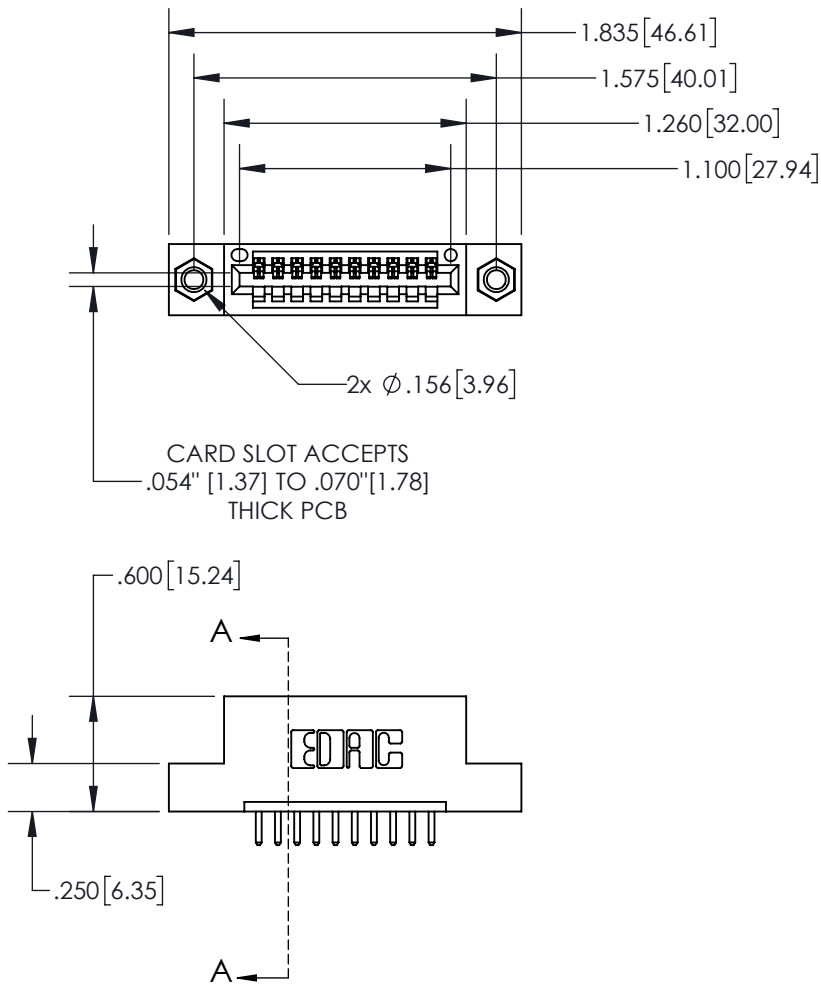 1.835[46.61]
1.575[40.01]
1.260[32.00]
1.100[27.94]
2x ∅.156[3.96]
CARD SLOT ACCEPTS
.054" [1.37] TO .070"[1.78]
THICK PCB
.600[15.24]
A
EDAC
.250[6.35]
A